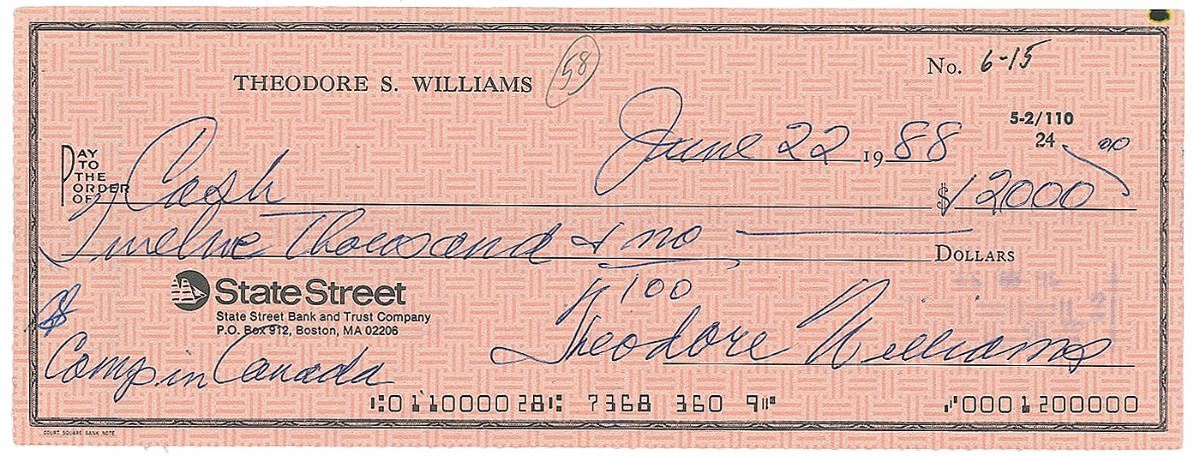 58
THEODORE S. WILLIAMS
No. 6-15
5-2/110
24
June 22 19 88
PAY TO THE ORDER OF Cash $12000.00
Twelve Thousand & no/100 DOLLARS
State Street
State Street Bank and Trust Company
P.O. Box 912, Boston, MA 02206
Theodore Williams
Camp in Canada
⑆011000028⑆ 7368 360 9⑈ ⑇0001200000
COURT SQUARE BANK NOTE